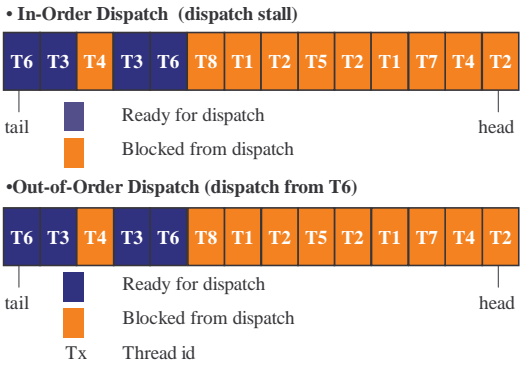 • In-Order Dispatch (dispatch stall)
T6 T3 T4 T3 T6 T8 T1 T2 T5 T2 T1 T7 T4 T2
tail head
Ready for dispatch
Blocked from dispatch
•Out-of-Order Dispatch (dispatch from T6)
T6 T3 T4 T3 T6 T8 T1 T2 T5 T2 T1 T7 T4 T2
tail head
Ready for dispatch
Blocked from dispatch
Tx Thread id